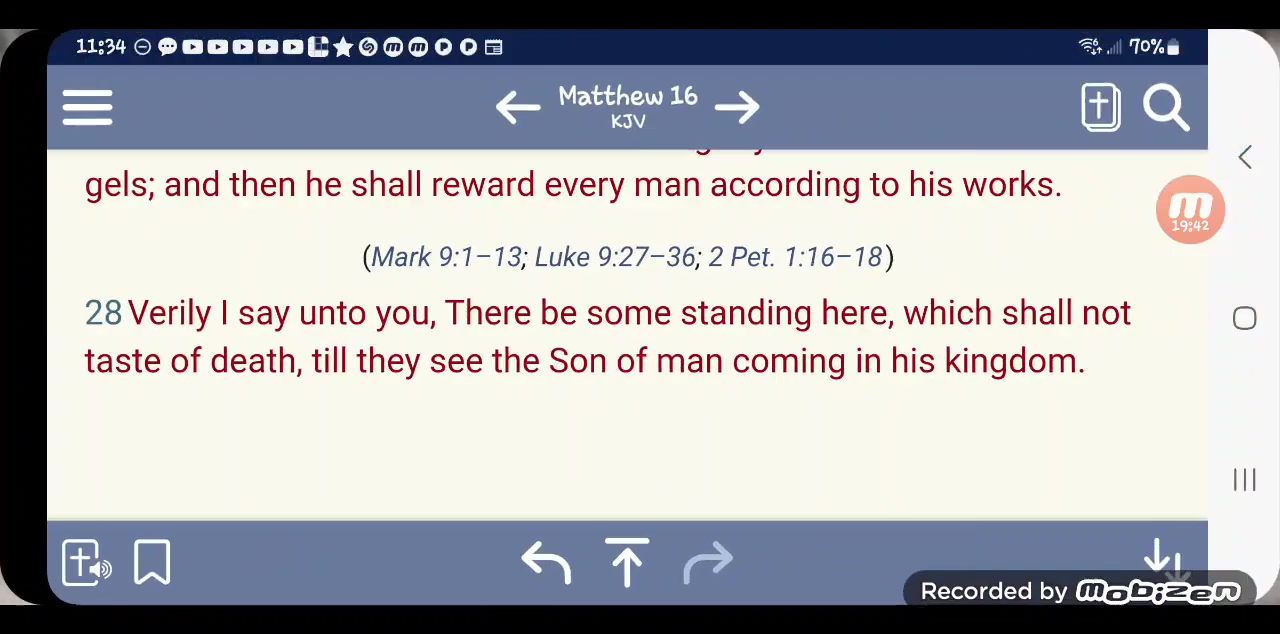 11:34
70%
Matthew 16
KJV
19:42
gels; and then he shall reward every man according to his works.
(Mark 9:1–13; Luke 9:27–36; 2 Pet. 1:16–18)
28 Verily I say unto you, There be some standing here, which shall not
taste of death, till they see the Son of man coming in his kingdom.
Recorded by Mobizen